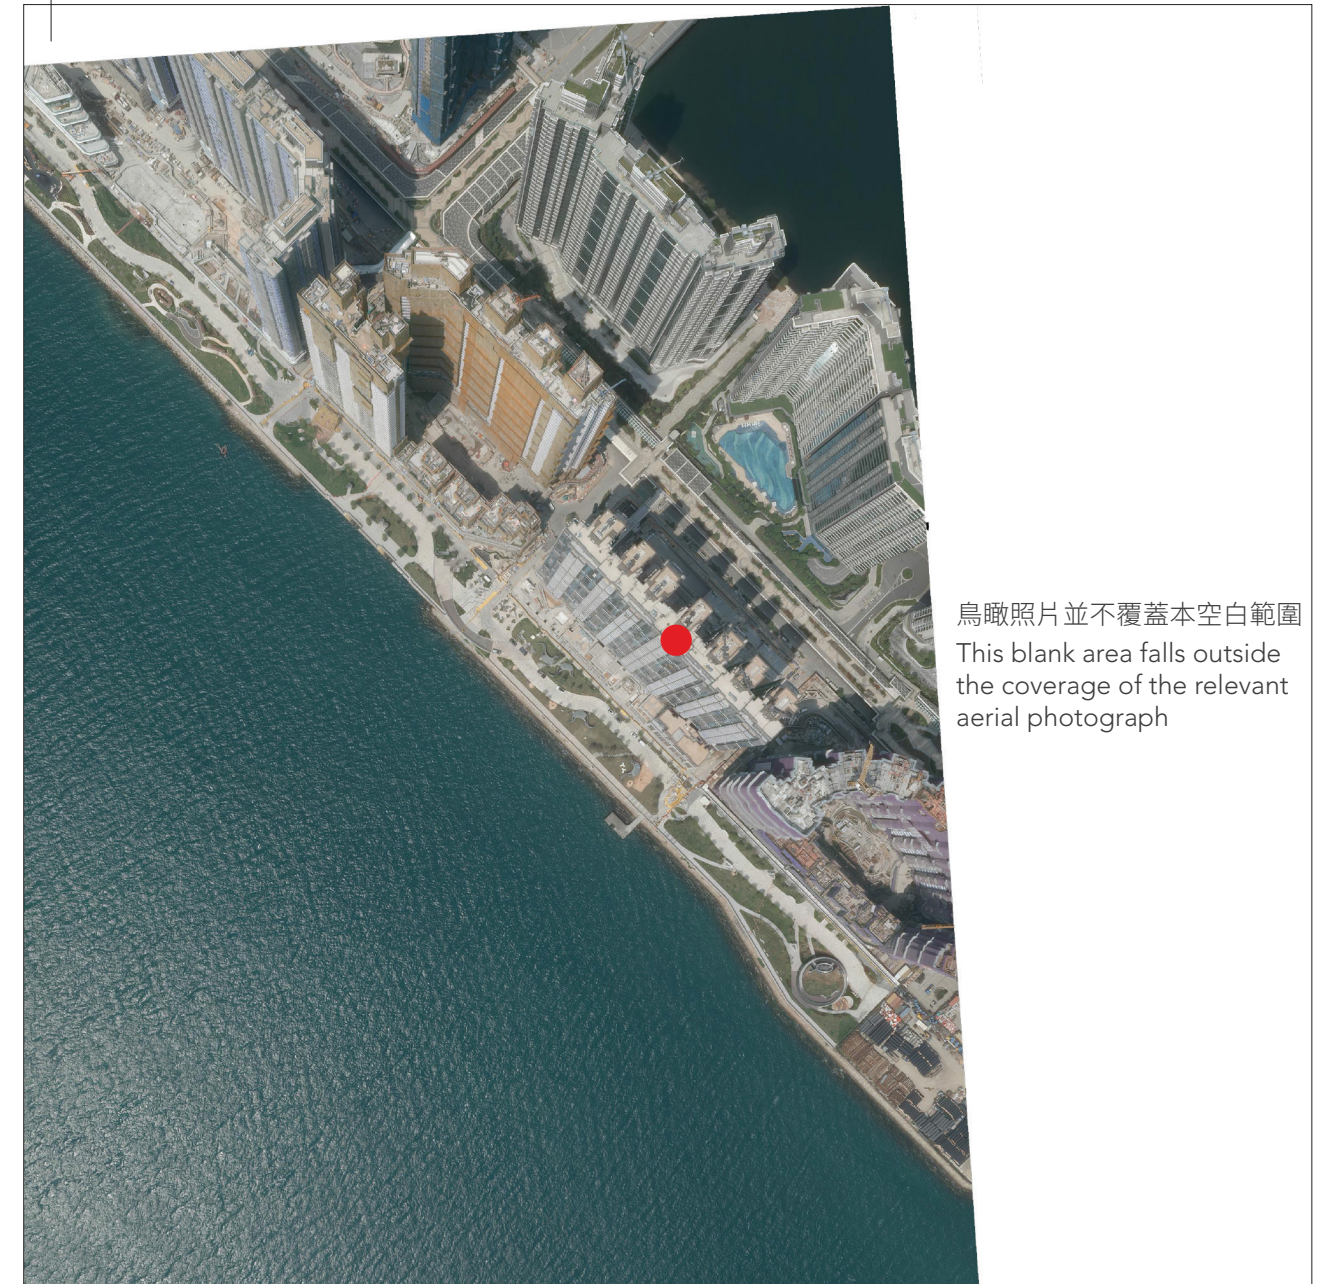 鳥瞰照片並不覆蓋本空白範圍
This blank area falls outside
the coverage of the relevant
aerial photograph